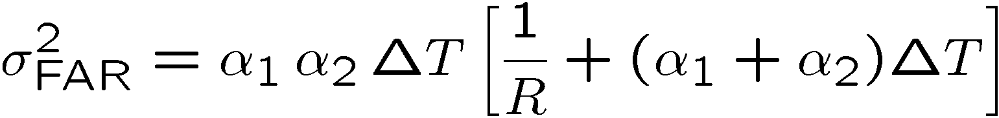 σ²_FAR = α₁ α₂ ΔT [1/R + (α₁ + α₂)ΔT]